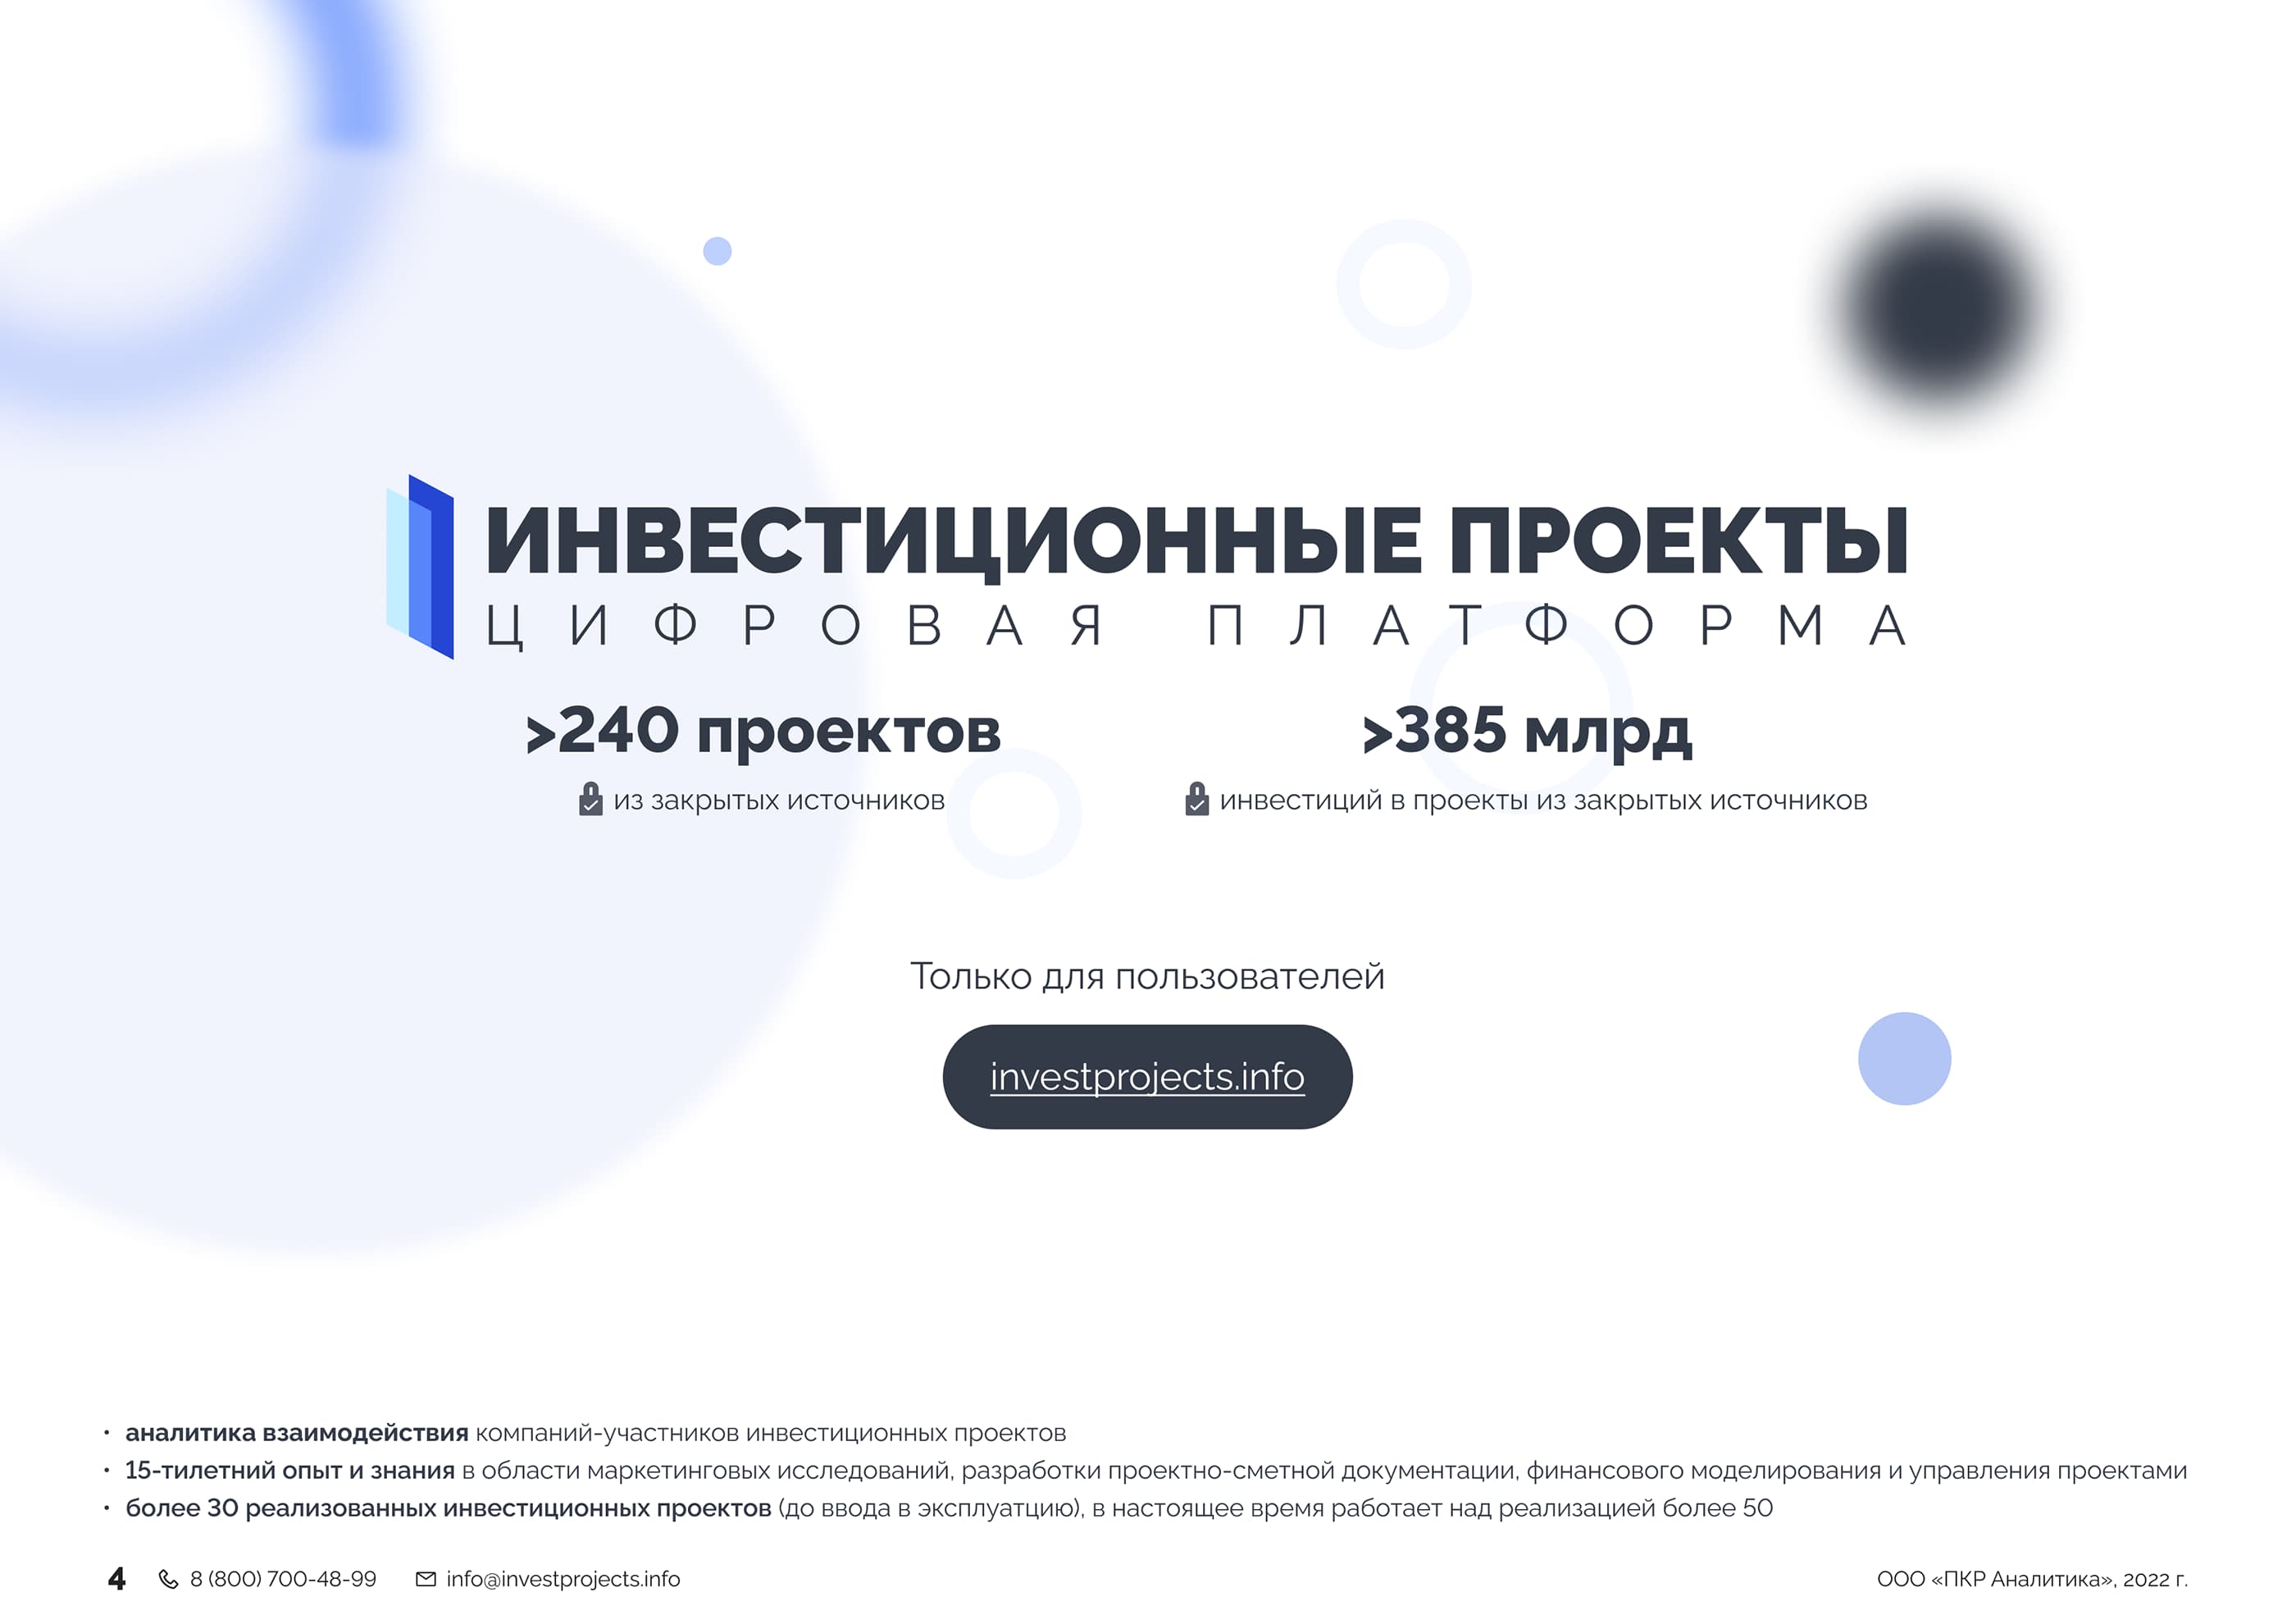 ИНВЕСТИЦИОННЫЕ ПРОЕКТЫ
ЦИФРОВАЯ ПЛАТФОРМА
>240 проектов
из закрытых источников
>385 млрд
инвестиций в проекты из закрытых источников
Только для пользователей
investprojects.info
• аналитика взаимодействия компаний-участников инвестиционных проектов
• 15-тилетний опыт и знания в области маркетинговых исследований, разработки проектно-сметной документации, финансового моделирования и управления проектами
• более 30 реализованных инвестиционных проектов (до ввода в эксплуатцию), в настоящее время работает над реализацией более 50
4 8 (800) 700-48-99 info@investprojects.info ООО «ПКР Аналитика», 2022 г.